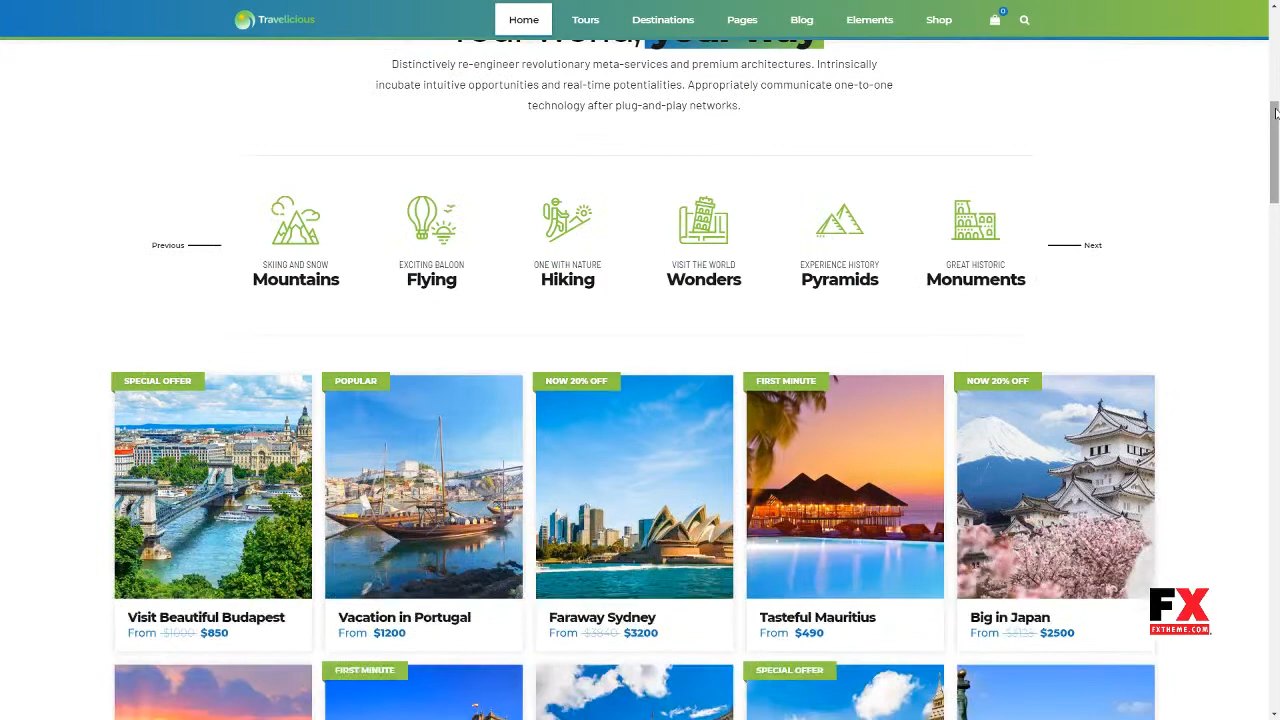 Travelicious
Home Tours Destinations Pages Blog Elements Shop 0
Your World, your way
Distinctively re-engineer revolutionary meta-services and premium architectures. Intrinsically
incubate intuitive opportunities and real-time potentialities. Appropriately communicate one-to-one
technology after plug-and-play networks.
Previous
SKIING AND SNOW
Mountains
EXCITING BALOON
Flying
ONE WITH NATURE
Hiking
VISIT THE WORLD
Wonders
EXPERIENCE HISTORY
Pyramids
GREAT HISTORIC
Monuments
Next
SPECIAL OFFER
Visit Beautiful Budapest
From $1000 $850
POPULAR
Vacation in Portugal
From $1200
NOW 20% OFF
Faraway Sydney
From $3840 $3200
FIRST MINUTE
Tasteful Mauritius
From $490
NOW 20% OFF
Big in Japan
From $2500
FIRST MINUTE
SPECIAL OFFER
FX
FXTHEME.COM